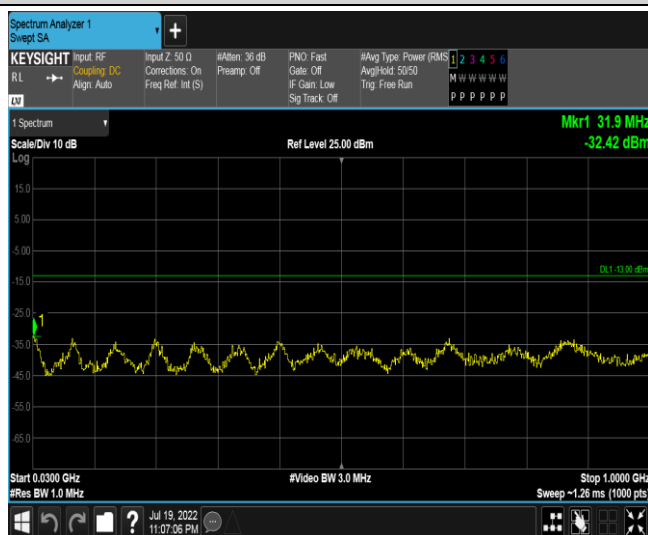 Spectrum Analyzer 1
Swept SA
+
KEYSIGHT
RL
LXI
Input: RF
Coupling: DC
Align: Auto
Input Z: 50 Ω
Corrections: On
Freq Ref: Int (S)
#Atten: 36 dB
Preamp: Off
PNO: Fast
Gate: Off
IF Gain: Low
Sig Track: Off
#Avg Type: Power (RMS
Avg|Hold: 50/50
Trig: Free Run
1 2 3 4 5 6
M W W W W W
P P P P P P
1 Spectrum
Mkr1 31.9 MHz
-32.42 dBm
Scale/Div 10 dB
Ref Level 25.00 dBm
Log
15.0
5.00
-5.00
DL1 -13.00 dBm
-15.0
-25.0
1
-35.0
-45.0
-55.0
-65.0
Start 0.0300 GHz
#Video BW 3.0 MHz
Stop 1.0000 GHz
#Res BW 1.0 MHz
Sweep ~1.26 ms (1000 pts)
?
Jul 19, 2022
11:07:06 PM